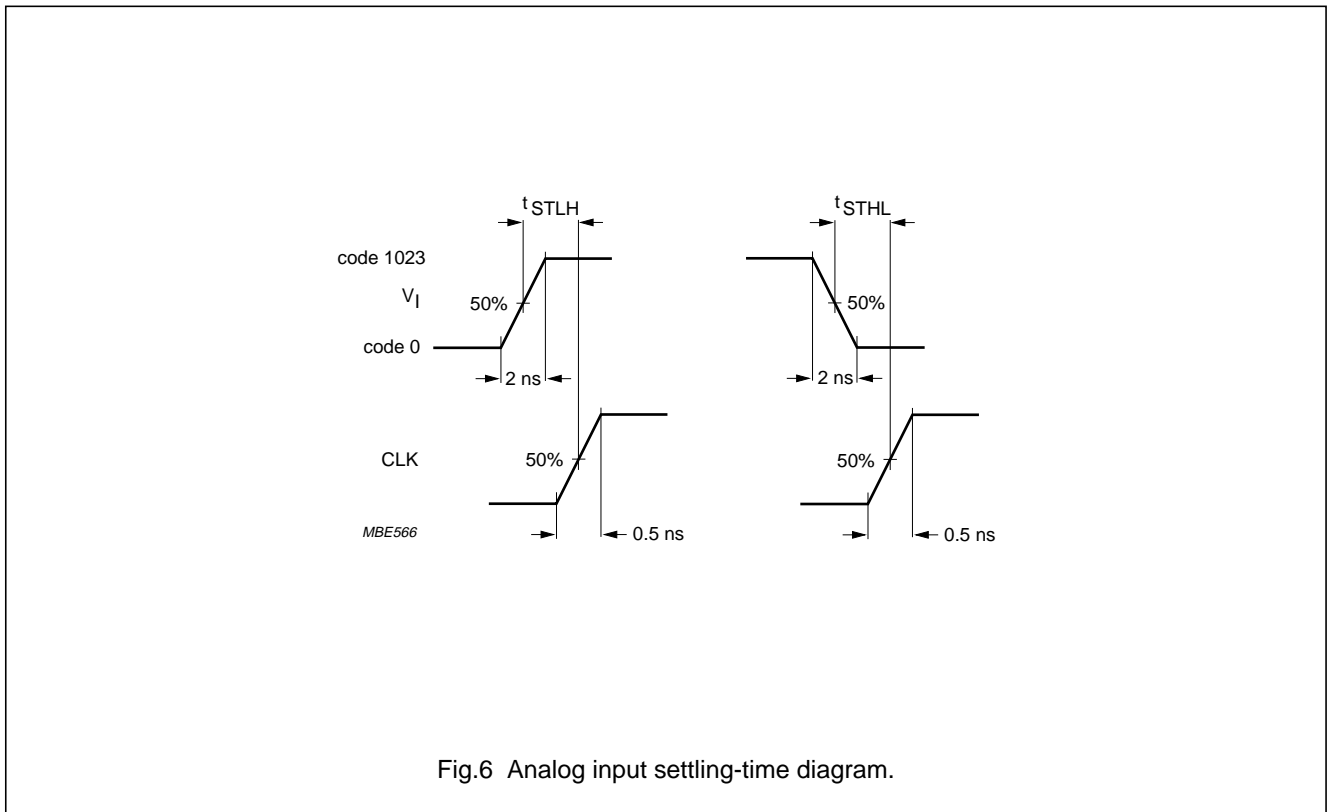 t STLH
t STHL
code 1023
VI
50%
50%
code 0
2 ns
2 ns
CLK
50%
50%
MBE566
0.5 ns
0.5 ns
Fig.6 Analog input settling-time diagram.